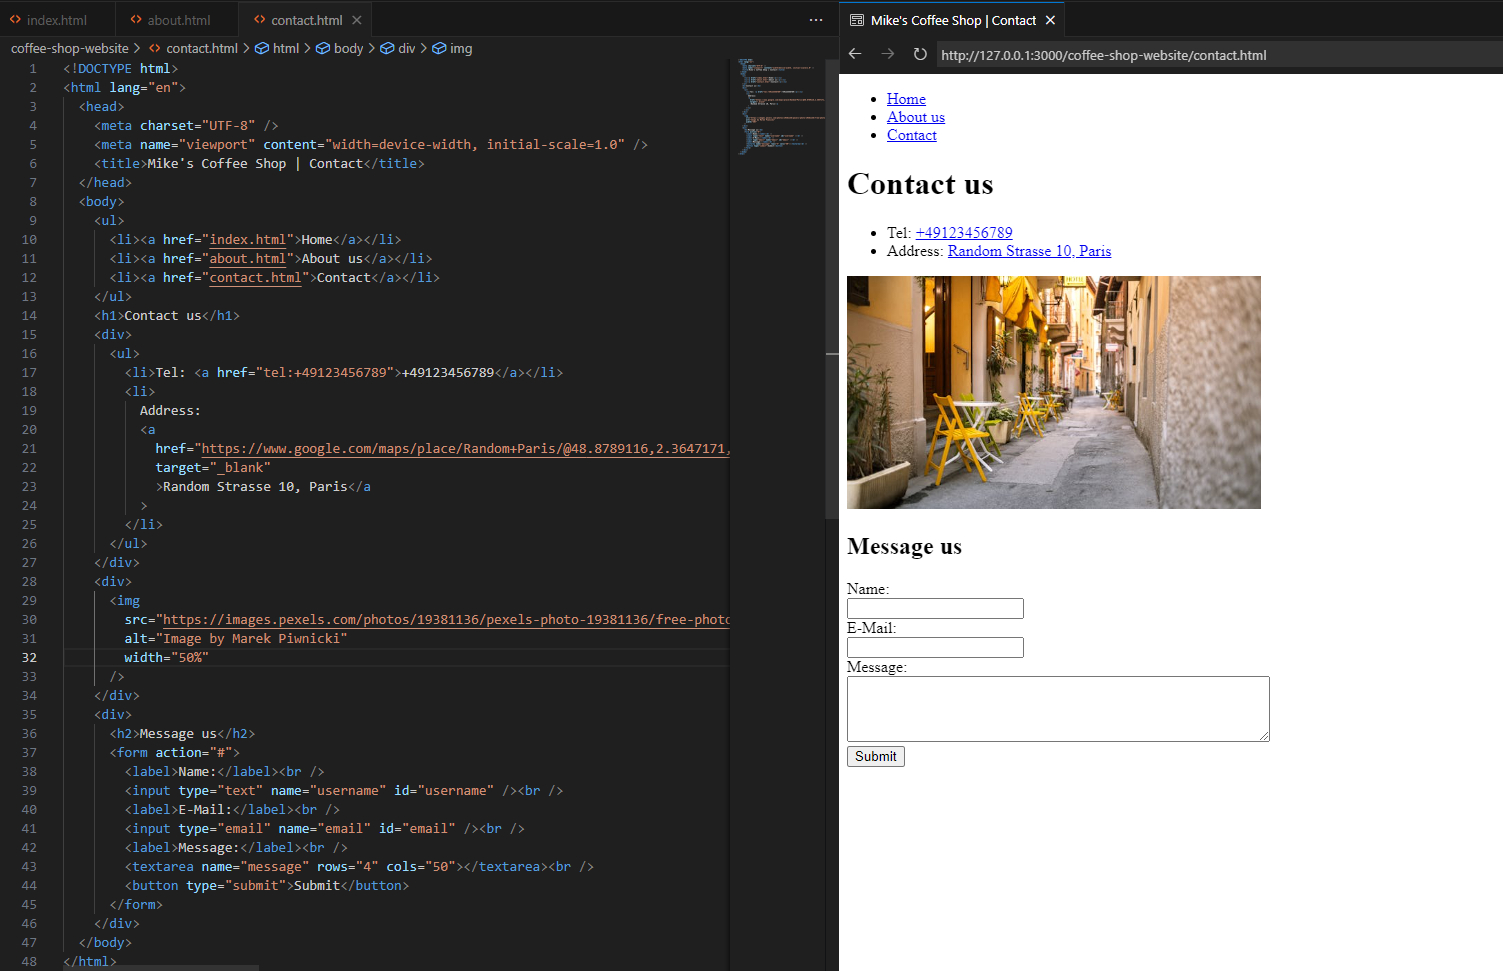 index.html
about.html
contact.html
coffee-shop-website > contact.html > html > body > div > img
1 <!DOCTYPE html>
2 <html lang="en">
3 <head>
4 <meta charset="UTF-8" />
5 <meta name="viewport" content="width=device-width, initial-scale=1.0" />
6 <title>Mike's Coffee Shop | Contact</title>
7 </head>
8 <body>
9 <ul>
10 <li><a href="index.html">Home</a></li>
11 <li><a href="about.html">About us</a></li>
12 <li><a href="contact.html">Contact</a></li>
13 </ul>
14 <h1>Contact us</h1>
15 <div>
16 <ul>
17 <li>Tel: <a href="tel:+49123456789">+49123456789</a></li>
18 <li>
19 Address:
20 <a
21 href="https://www.google.com/maps/place/Random+Paris/@48.8789116,2.3647171,
22 target="_blank"
23 >Random Strasse 10, Paris</a
24 >
25 </li>
26 </ul>
27 </div>
28 <div>
29 <img
30 src="https://images.pexels.com/photos/19381136/pexels-photo-19381136/free-photo
31 alt="Image by Marek Piwnicki"
32 width="50%"
33 />
34 </div>
35 <div>
36 <h2>Message us</h2>
37 <form action="#">
38 <label>Name:</label><br />
39 <input type="text" name="username" id="username" /><br />
40 <label>E-Mail:</label><br />
41 <input type="email" name="email" id="email" /><br />
42 <label>Message:</label><br />
43 <textarea name="message" rows="4" cols="50"></textarea><br />
44 <button type="submit">Submit</button>
45 </form>
46 </div>
47 </body>
48 </html>
Mike's Coffee Shop | Contact
http://127.0.0.1:3000/coffee-shop-website/contact.html
Home
About us
Contact
Contact us
Tel: +49123456789
Address: Random Strasse 10, Paris
Message us
Name:
E-Mail:
Message:
Submit